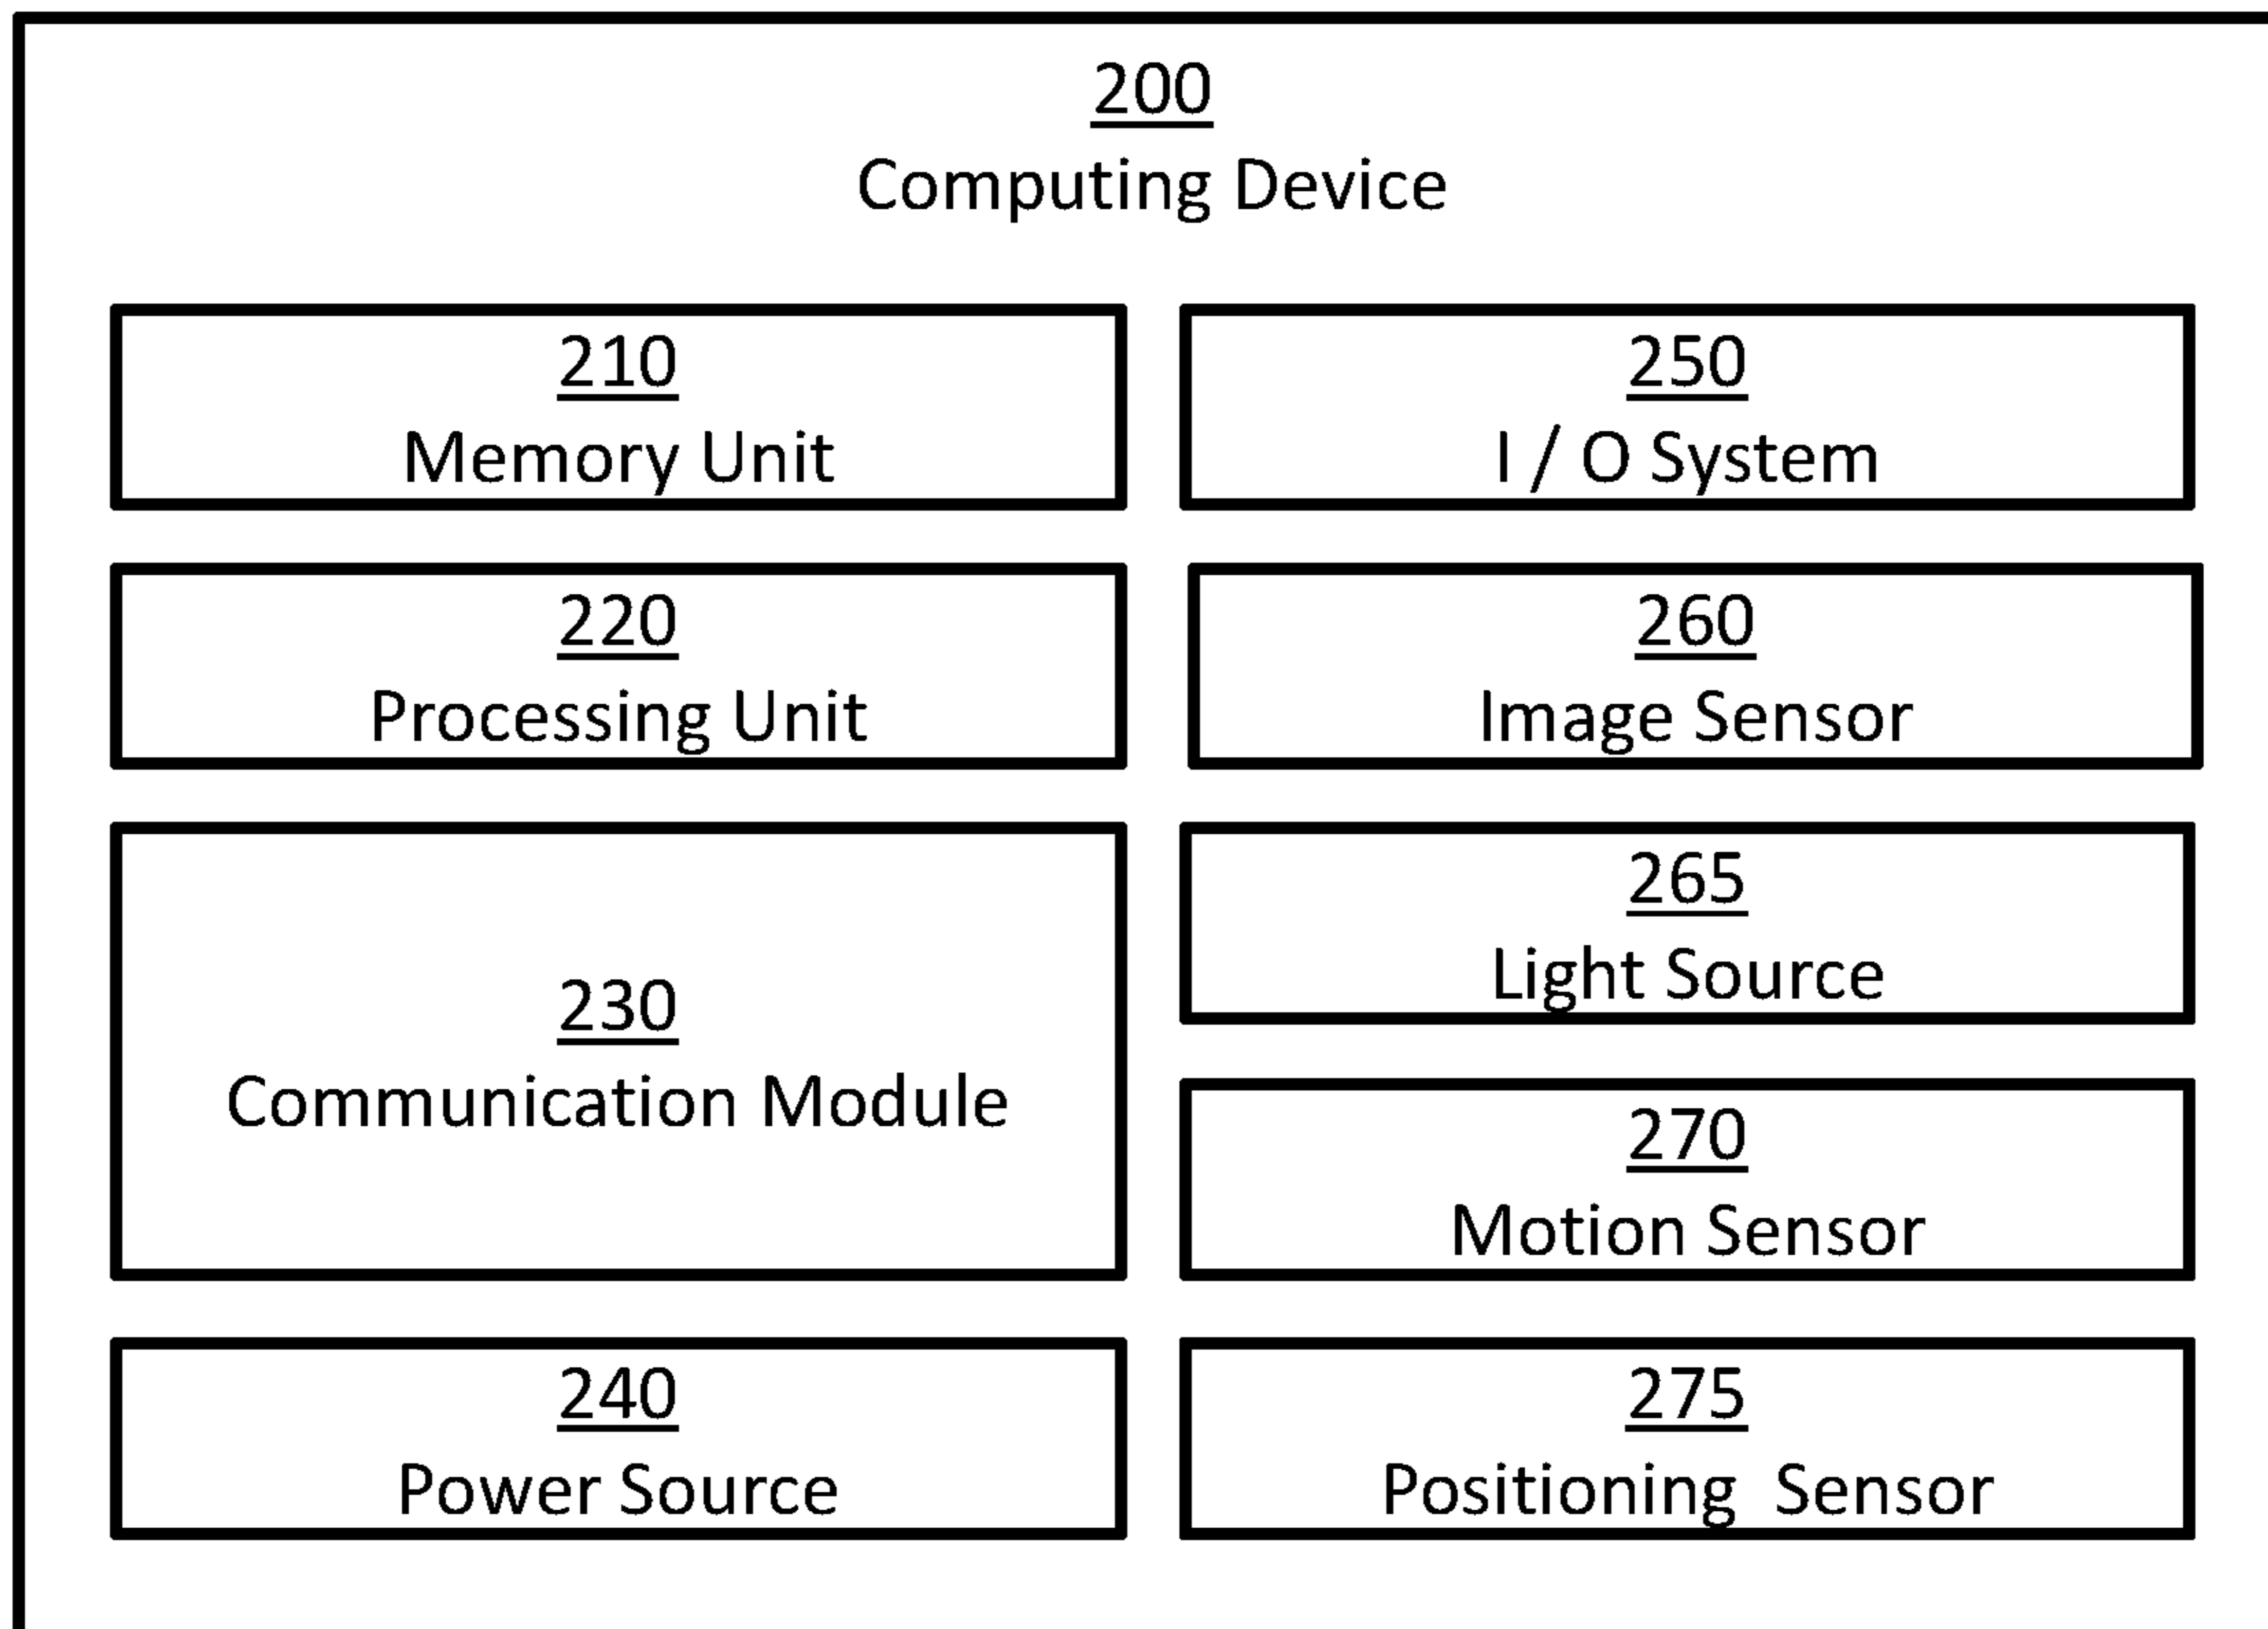 200
Computing Device
210
Memory Unit
250
I / O System
220
Processing Unit
260
Image Sensor
230
Communication Module
265
Light Source
270
Motion Sensor
240
Power Source
275
Positioning  Sensor